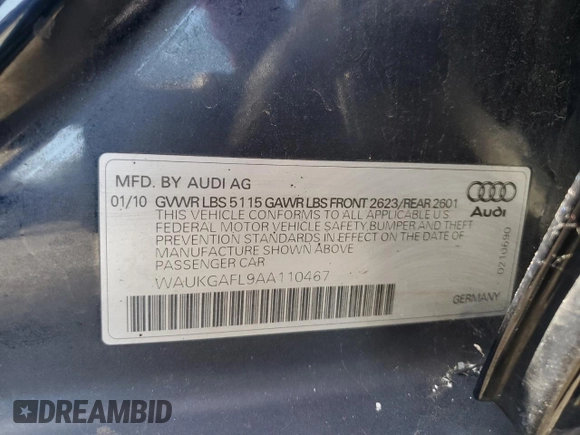 MFD. BY AUDI AG
01/10 GVWR LBS 5115 GAWR LBS FRONT 2623/REAR 2601
THIS VEHICLE CONFORMS TO ALL APPLICABLE U.S.
FEDERAL MOTOR VEHICLE SAFETY,BUMPER AND THEFT
PREVENTION STANDARDS IN EFFECT ON THE DATE OF
MANUFACTURE SHOWN ABOVE
PASSENGER CAR
WAUKGAFL9AA110467
Audi
0210690
GERMANY
DREAMBID